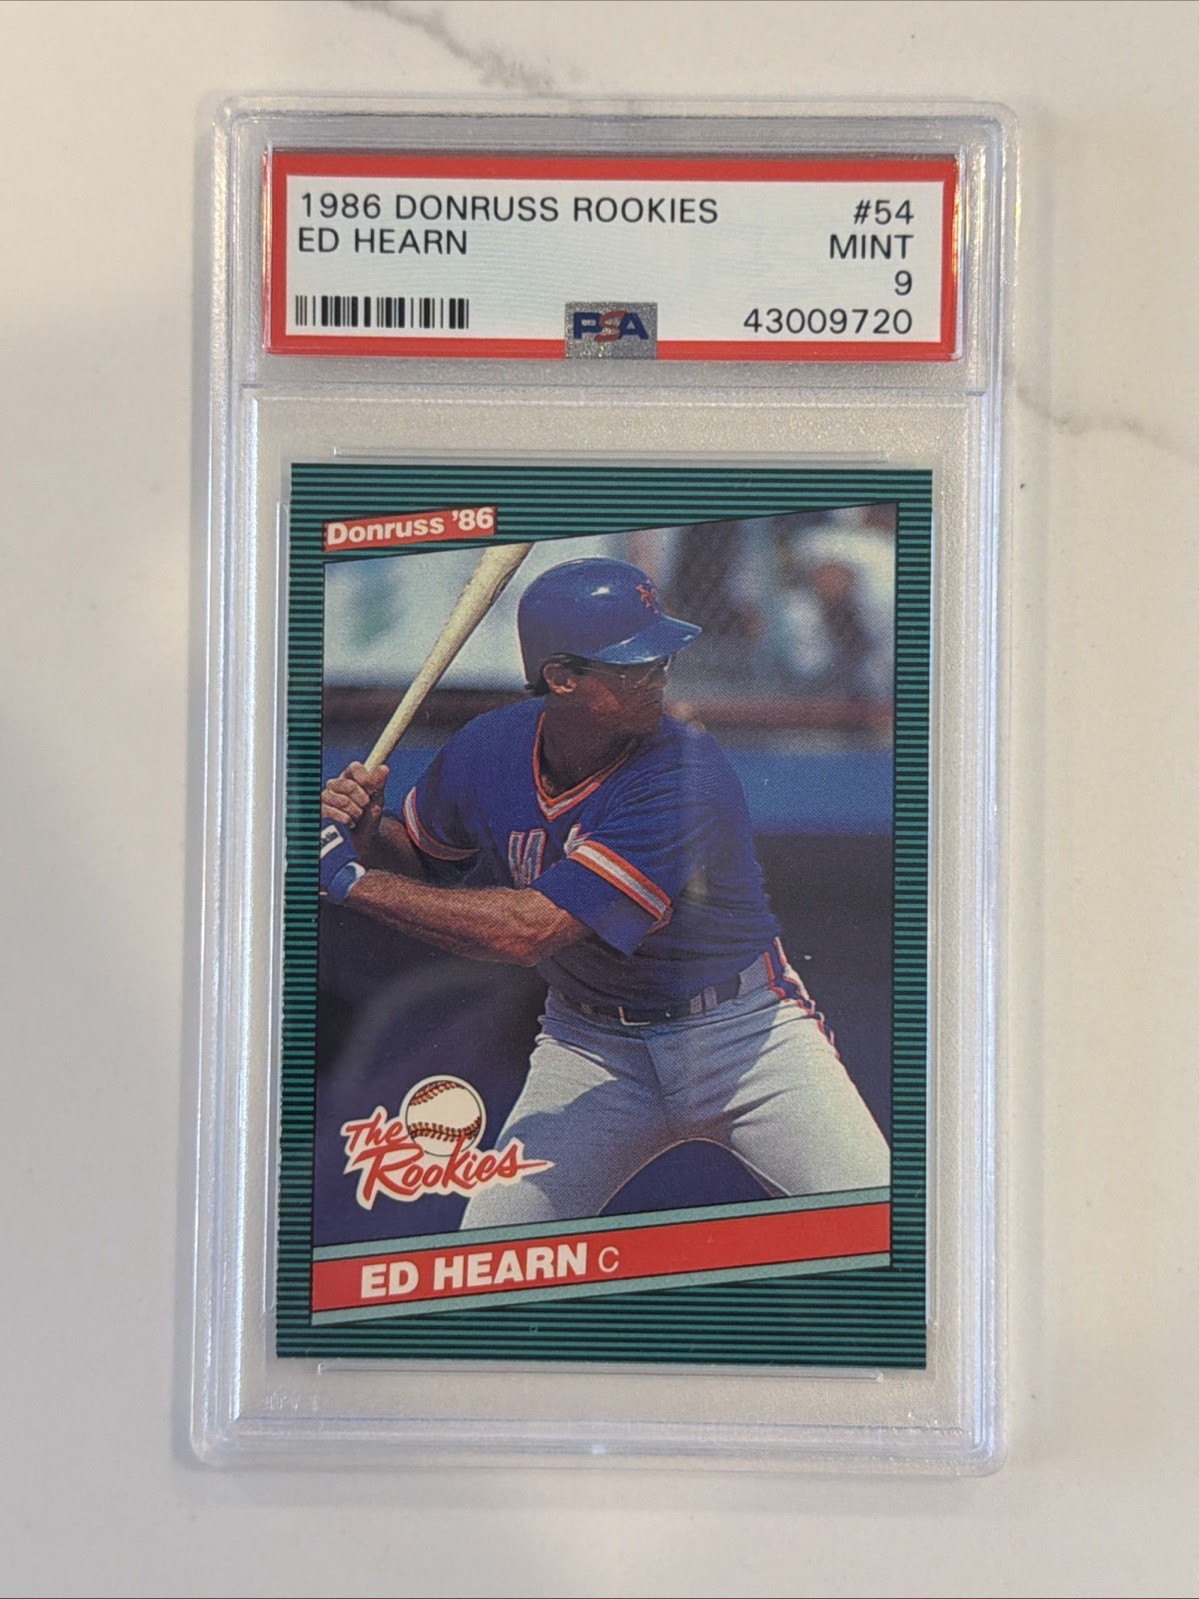 1986 DONRUSS ROOKIES #54
ED HEARN MINT
9
PSA 43009720
Donruss '86
The
Rookies
ED HEARN C